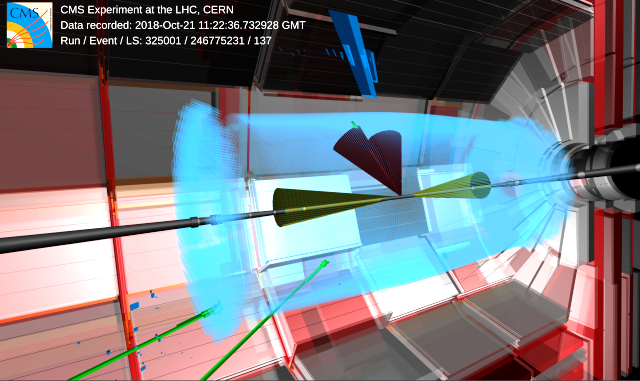 CMS Experiment at the LHC, CERN
Data recorded: 2018-Oct-21 11:22:36.732928 GMT
Run / Event / LS: 325001 / 246775231 / 137
CMS